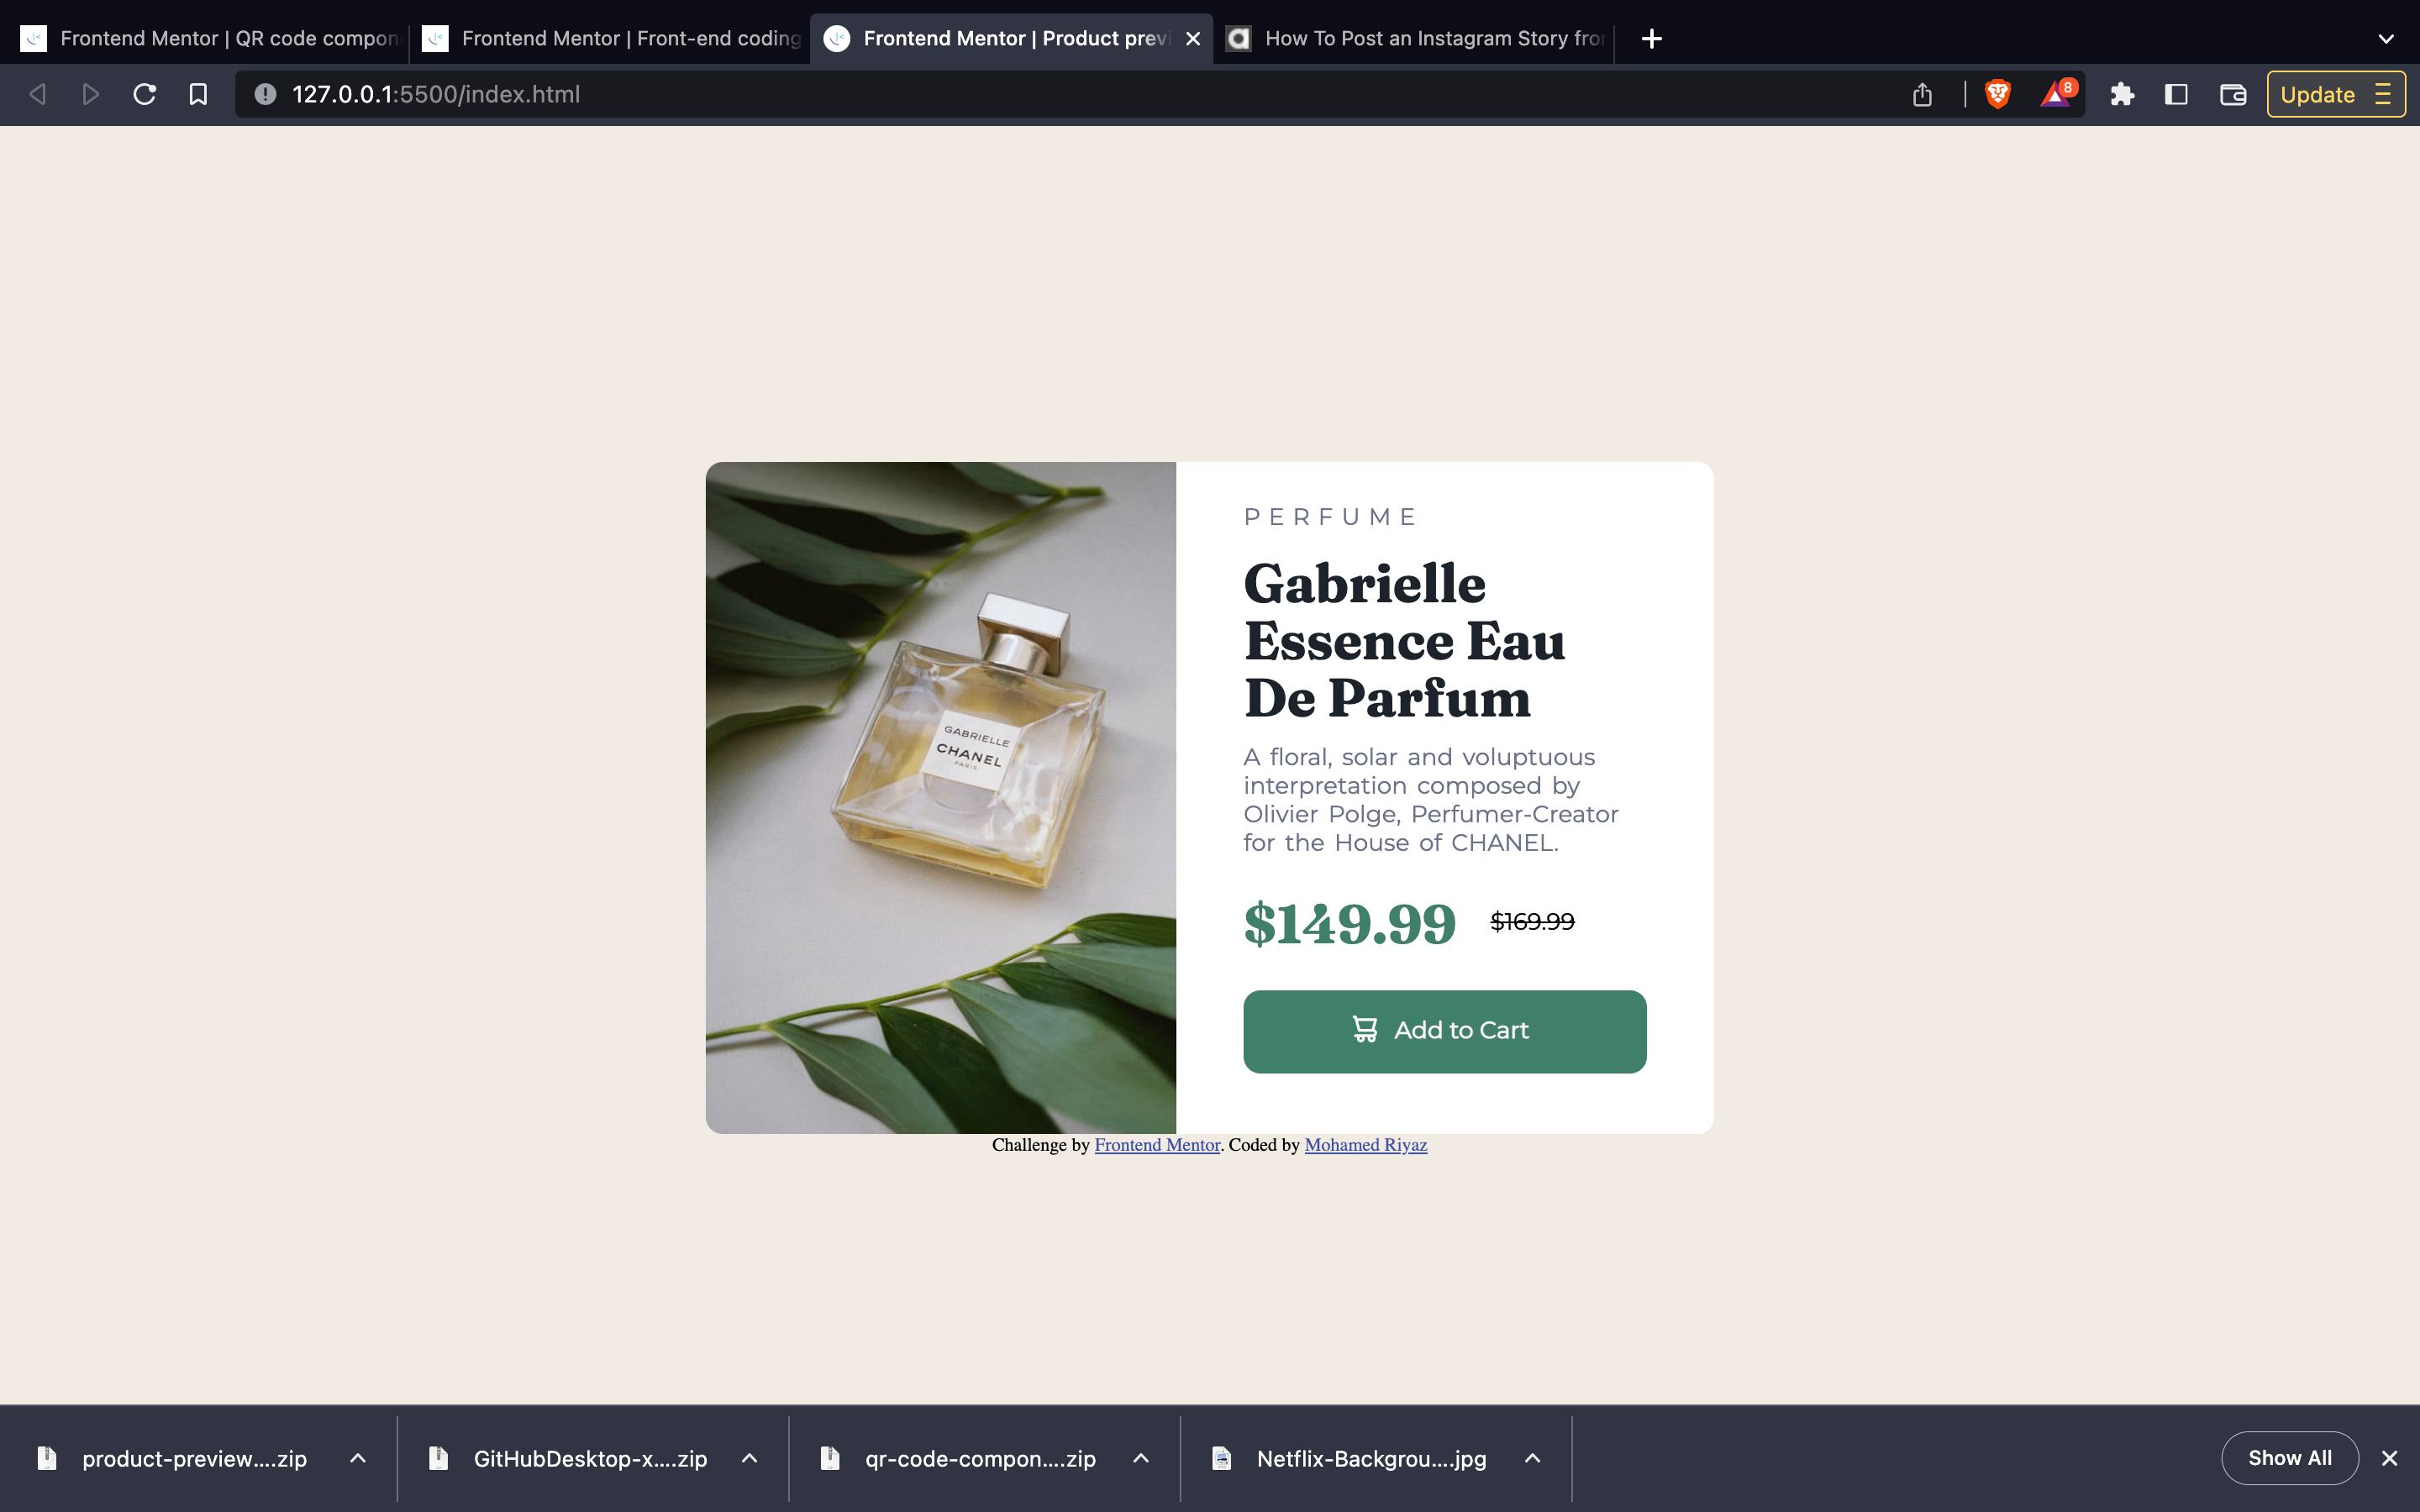 Frontend Mentor | QR code compon
Frontend Mentor | Front-end coding
Frontend Mentor | Product previ
How To Post an Instagram Story from
127.0.0.1:5500/index.html
8
Update
PERFUME
Gabrielle
Essence Eau
De Parfum
A floral, solar and voluptuous
interpretation composed by
Olivier Polge, Perfumer-Creator
for the House of CHANEL.
$149.99 $169.99
Add to Cart
GABRIELLE
CHANEL
PARIS
Challenge by Frontend Mentor. Coded by Mohamed Riyaz
product-preview....zip
GitHubDesktop-x....zip
qr-code-compon....zip
Netflix-Backgrou....jpg
Show All